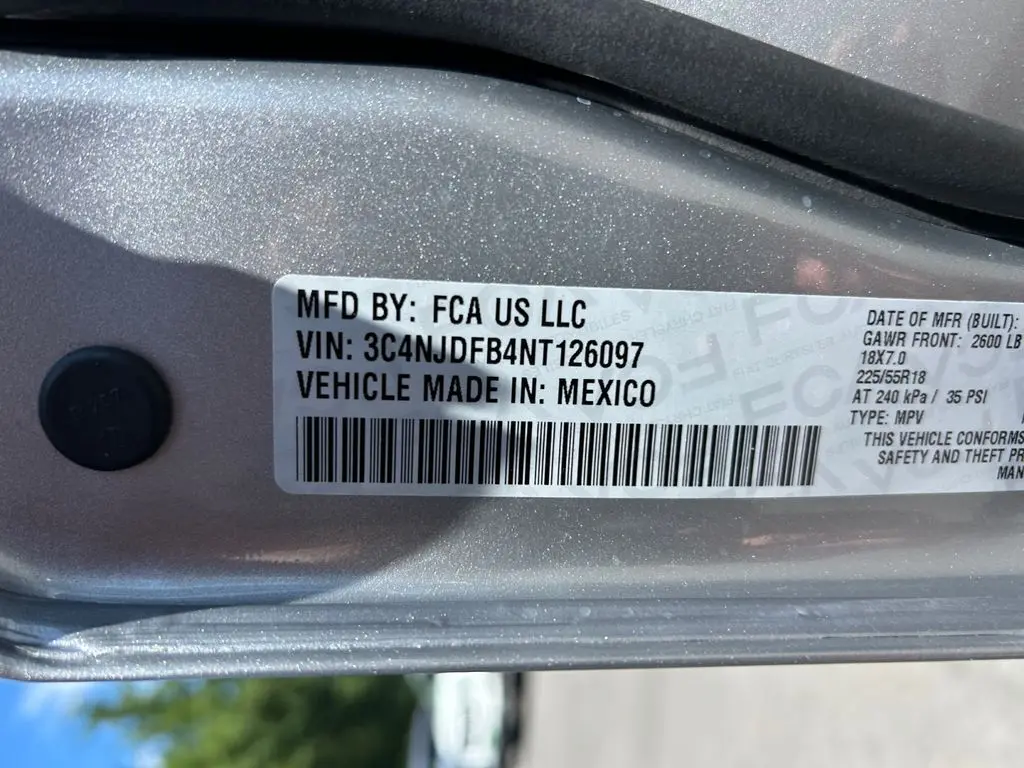 MFD BY: FCA US LLC
VIN: 3C4NJDFB4NT126097
VEHICLE MADE IN: MEXICO
DATE OF MFR (BUILT):
GAWR FRONT: 2600 LB
18X7.0
225/55R18
AT 240 kPa / 35 PSI
TYPE: MPV
THIS VEHICLE CONFORMS
SAFETY AND THEFT PR
MAN